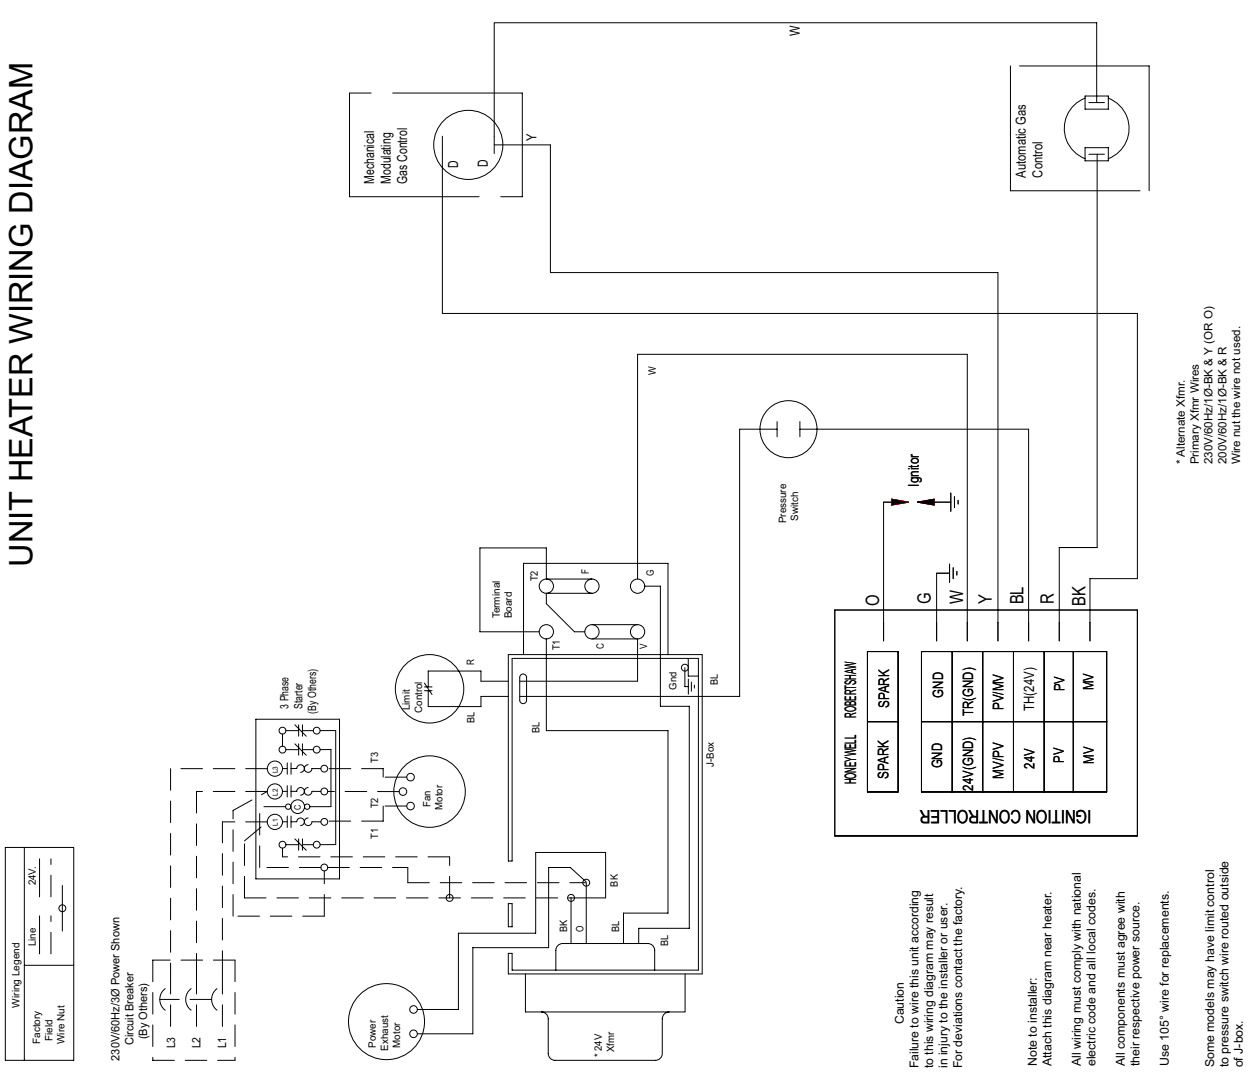 UNIT HEATER WIRING DIAGRAM
Wiring Legend
Line
24V.
Factory
Field
Wire Nut
230V/60Hz/3Ø Power Shown
Circuit Breaker
(By Others)
L3
L2
L1
3 Phase
Starter
(By Others)
L3
L2
C
L1
T3
T2
T1
Fan
Motor
Power
Exhaust
Motor
Limit
Control
R
BL
Terminal
Board
T2
F
G
T1
C
V
Gnd
BL
BL
J-Box
BK
BK
O
BL
BL
* 24V
Xfmr
Mechanical
Modulating
Gas Control
D
D
Y
W
Automatic Gas
Control
W
Pressure
Switch
Ignitor
O
G
W
Y
BL
R
BK
HONEYWELL
ROBERTSHAW
SPARK
SPARK
GND
GND
24V(GND)
TR(GND)
MV/PV
PV/MV
24V
TH(24V)
PV
PV
MV
MV
IGNITION CONTROLLER
* Alternate Xfmr.
Primary Xfmr Wires
230V/60Hz/1Ø-BK & Y (OR O)
200V/60Hz/1Ø-BK & R
Wire nut the wire not used.
Caution
Failure to wire this unit according
to this wiring diagram may result
in injury to the installer or user.
For deviations contact the factory.
Note to installer:
Attach this diagram near heater.
All wiring must comply with national
electric code and all local codes.
All components must agree with
their respective power source.
Use 105° wire for replacements.
Some models may have limit control
to pressure switch wire routed outside
of J-box.